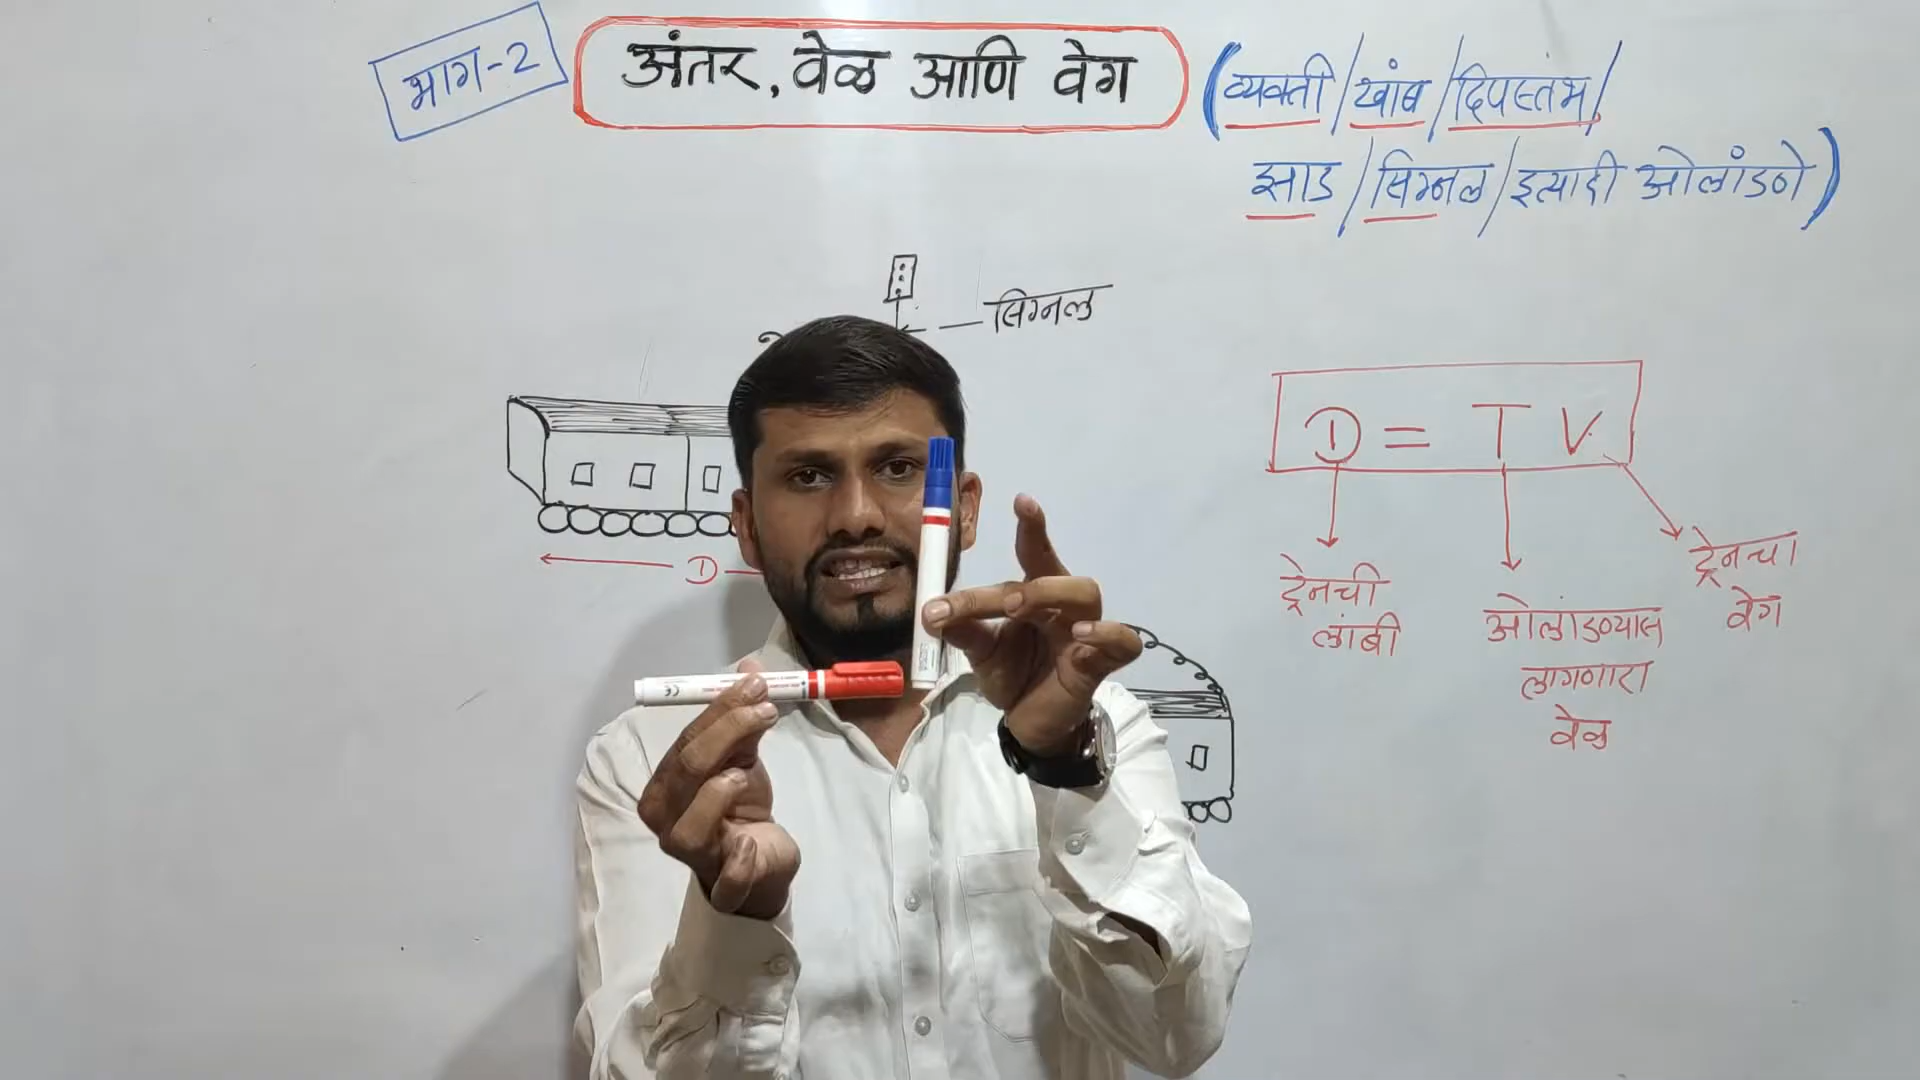 भाग-2
अंतर, वेळ आणि वेग
(व्यक्ती/खांब/दिपस्तंभ/
झाड/सिग्नल/इत्यादी ओलांडणे)
सिग्नल
D = T V
D
ट्रेनची
लांबी
ओलांडण्यास
लागणारा
वेळ
ट्रेनचा
वेग